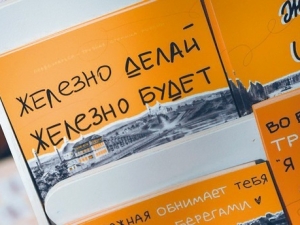 ЖЕЛЕЗНО ДЕЛАЙ
ЖЕЛЕЗНО БУДЕТ
ВО
ТР
"Я
ОБНИМАЕТ ТЕБЯ
БЕРЕГАМИ